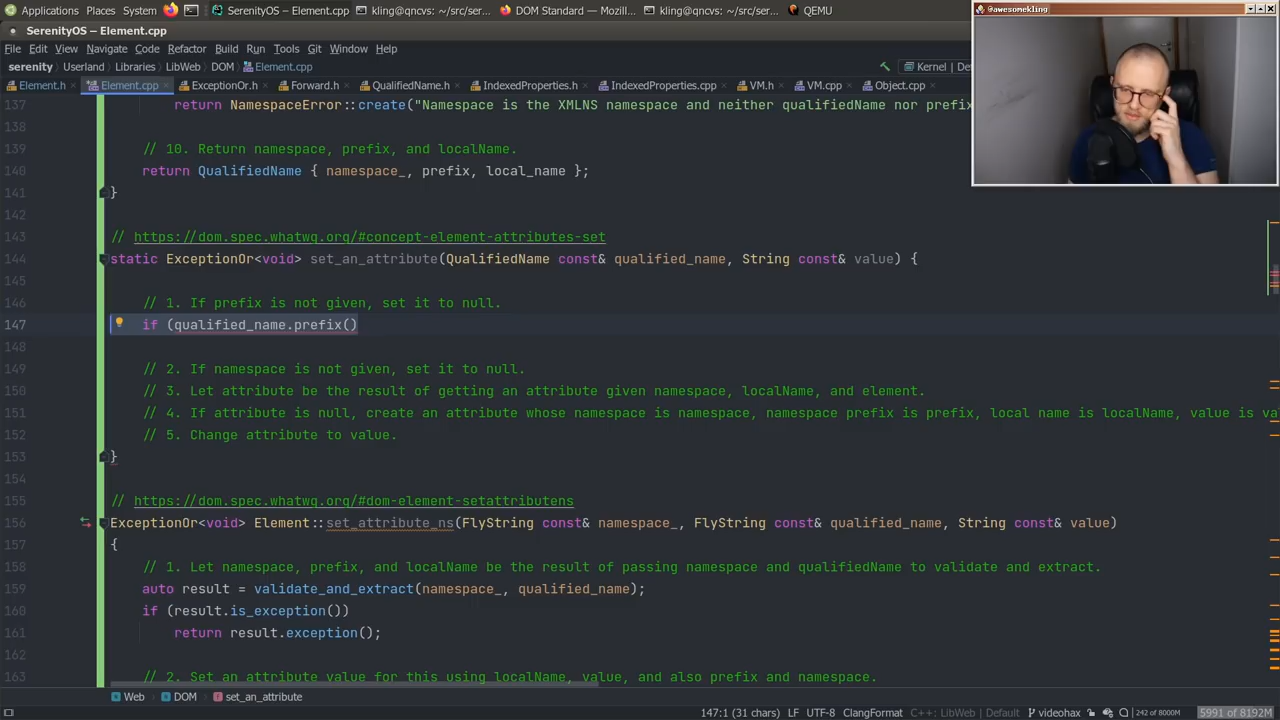 Applications Places System SerenityOS – Element.cpp kling@qncvs: ~/src/ser... DOM Standard — Mozill... kling@qncvs: ~/src/ser... QEMU
@awesomekling
SerenityOS – Element.cpp
File Edit View Navigate Code Refactor Build Run Tools Git Window Help
serenity Userland Libraries LibWeb DOM Element.cpp Kernel | De
Element.h Element.cpp ExceptionOr.h Forward.h QualifiedName.h IndexedProperties.h IndexedProperties.cpp VM.h VM.cpp Object.cpp
137 return NamespaceError::create("Namespace is the XMLNS namespace and neither qualifiedName nor prefix
138
139 // 10. Return namespace, prefix, and localName.
140 return QualifiedName { namespace_, prefix, local_name };
141 }
142
143 // https://dom.spec.whatwg.org/#concept-element-attributes-set
144 static ExceptionOr<void> set_an_attribute(QualifiedName const& qualified_name, String const& value) {
145
146 // 1. If prefix is not given, set it to null.
147 if (qualified_name.prefix()
148
149 // 2. If namespace is not given, set it to null.
150 // 3. Let attribute be the result of getting an attribute given namespace, localName, and element.
151 // 4. If attribute is null, create an attribute whose namespace is namespace, namespace prefix is prefix, local name is localName, value is va
152 // 5. Change attribute to value.
153 }
154
155 // https://dom.spec.whatwg.org/#dom-element-setattributens
156 ExceptionOr<void> Element::set_attribute_ns(FlyString const& namespace_, FlyString const& qualified_name, String const& value)
157 {
158 // 1. Let namespace, prefix, and localName be the result of passing namespace and qualifiedName to validate and extract.
159 auto result = validate_and_extract(namespace_, qualified_name);
160 if (result.is_exception())
161 return result.exception();
162
163 // 2. Set an attribute value for this using localName, value, and also prefix and namespace.
Web DOM set_an_attribute
147:1 (31 chars) LF UTF-8 ClangFormat C++: LibWeb | Default videohax 242 of 8000M 5991 of 8192M